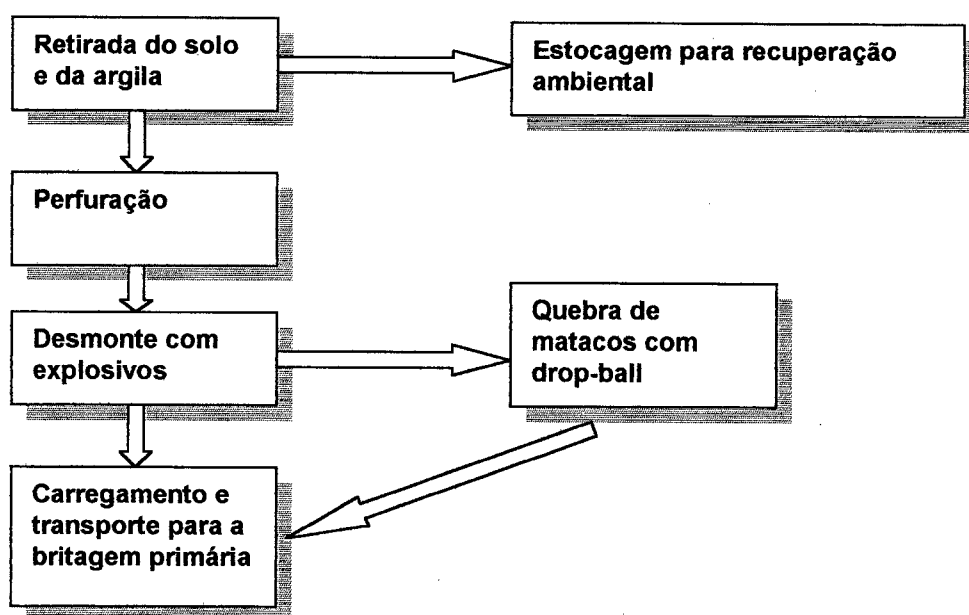 Retirada do solo
e da argila
Estocagem para recuperação
ambiental
Perfuração
Desmonte com
explosivos
Quebra de
matacos com
drop-ball
Carregamento e
transporte para a
britagem primária